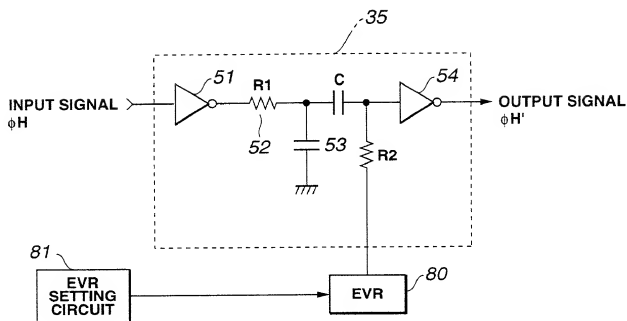 35
51
R1
C
54
INPUT SIGNAL
φH
OUTPUT SIGNAL
φH'
52
53
R2
81
EVR
SETTING
CIRCUIT
EVR
80